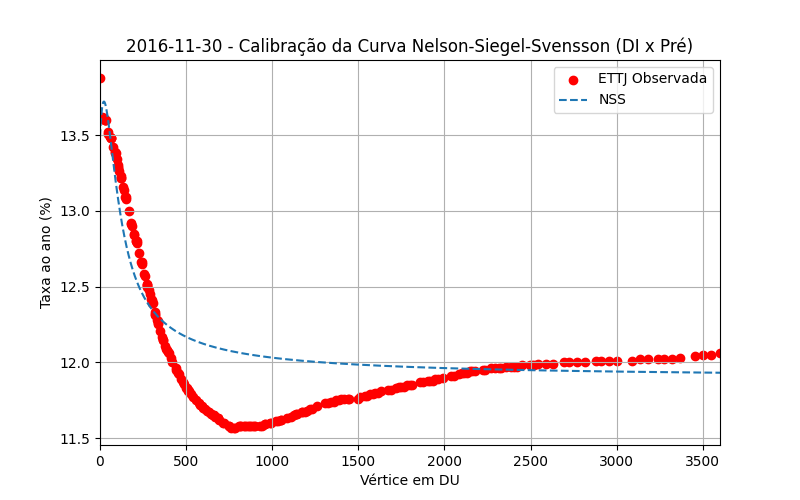 2016-11-30 - Calibração da Curva Nelson-Siegel-Svensson (DI x Pré)
ETTJ Observada
NSS
Taxa ao ano (%)
13.5
13.0
12.5
12.0
11.5
0 500 1000 1500 2000 2500 3000 3500
Vértice em DU